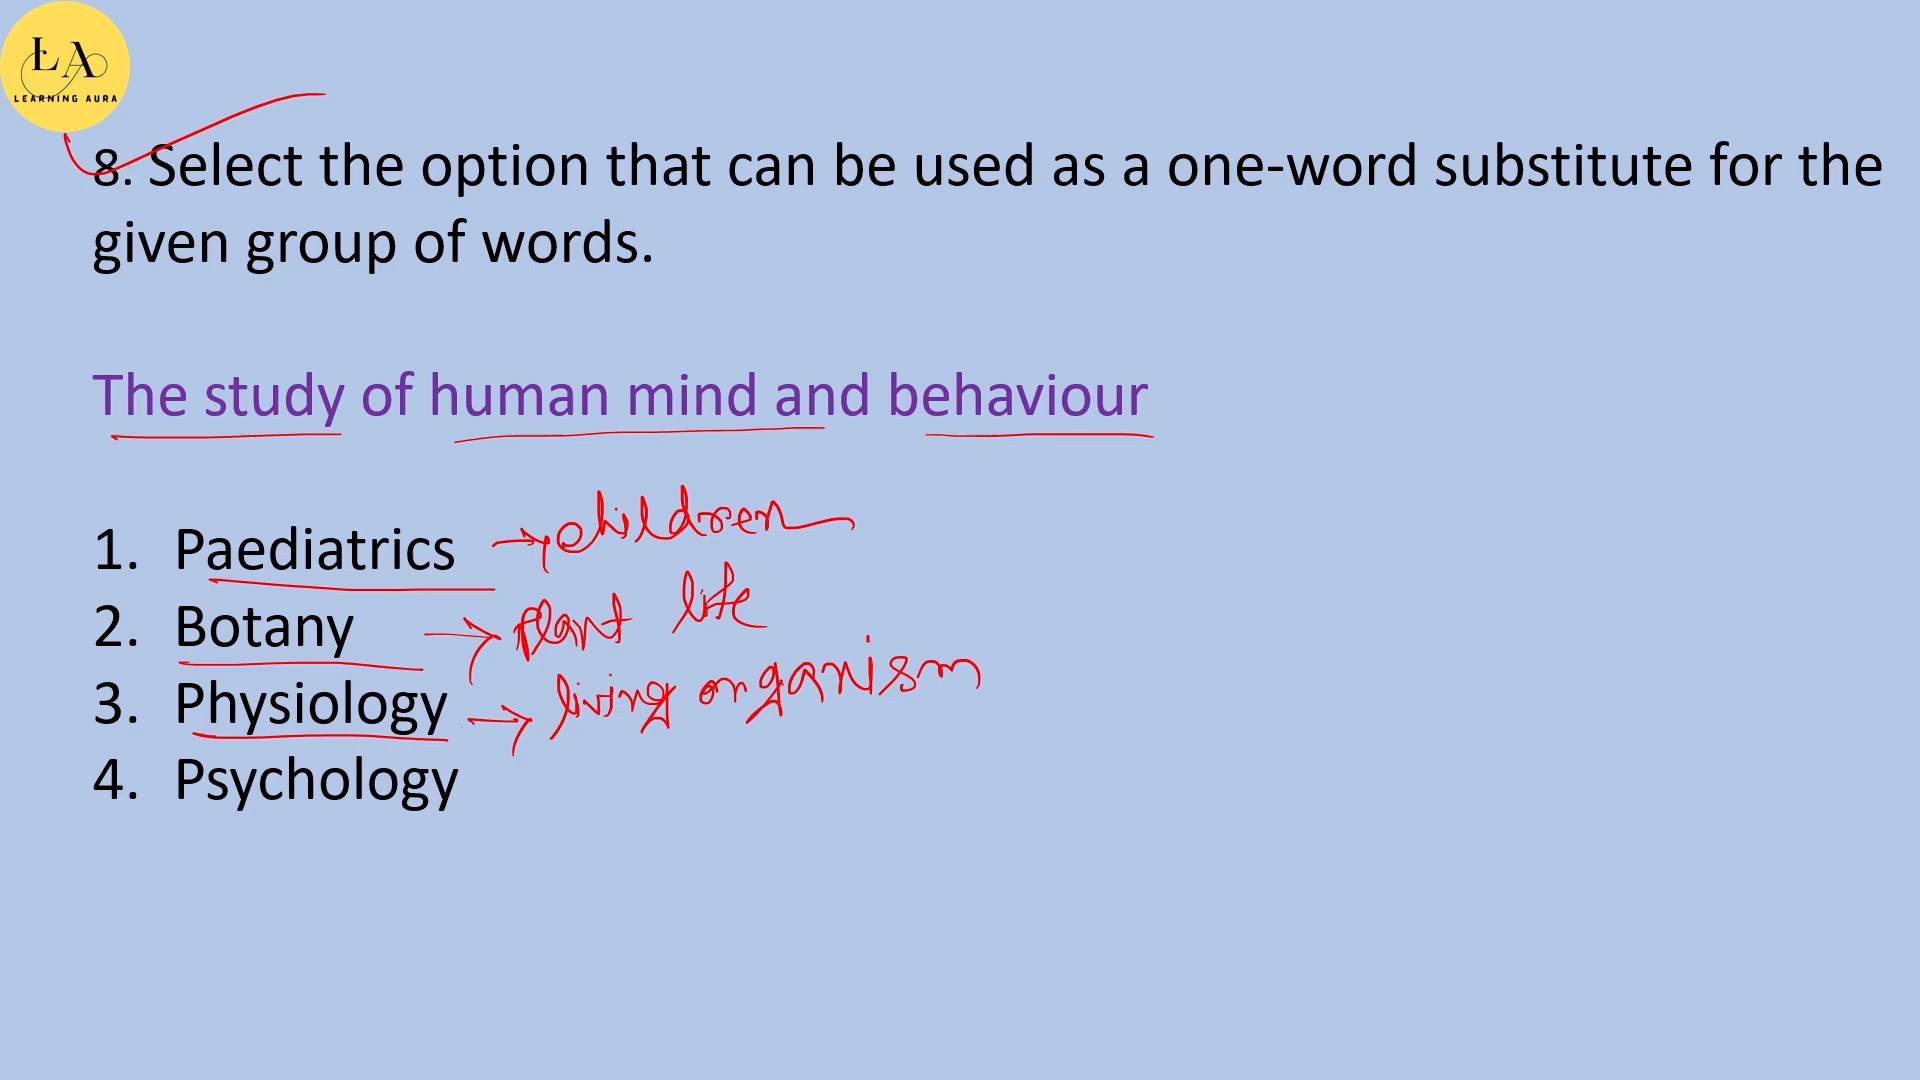 LA
LEARNING AURA
8. Select the option that can be used as a one-word substitute for the
given group of words.
The study of human mind and behaviour
1. Paediatrics → children
2. Botany → Plant life
3. Physiology → living organism
4. Psychology